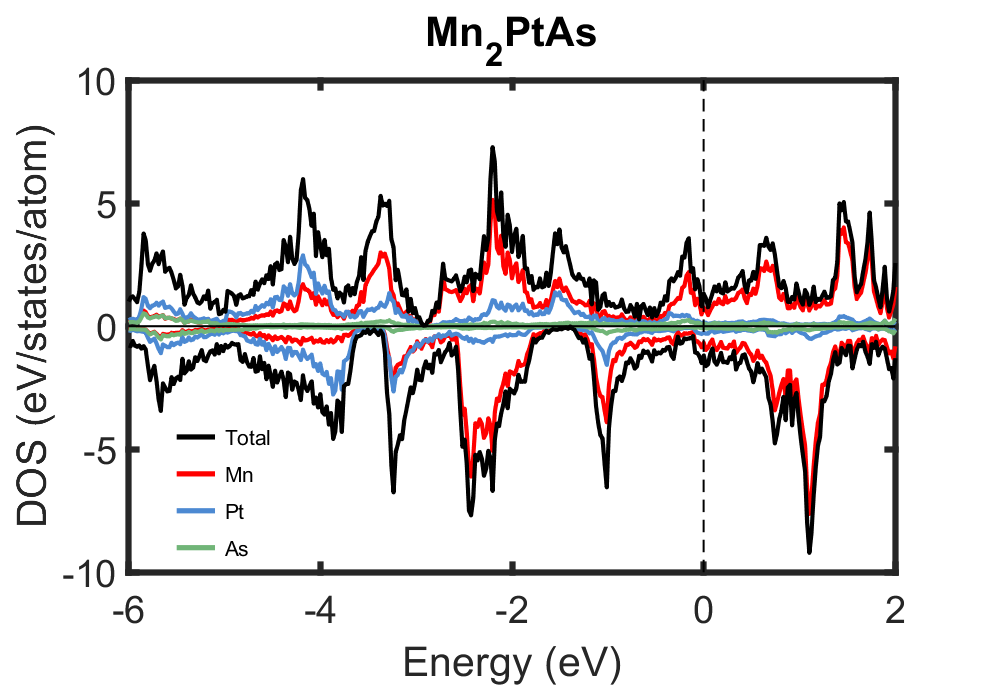 Mn₂PtAs
DOS (eV/states/atom)
10
5
0
-5
-10
Total
Mn
Pt
As
-6 -4 -2 0 2
Energy (eV)